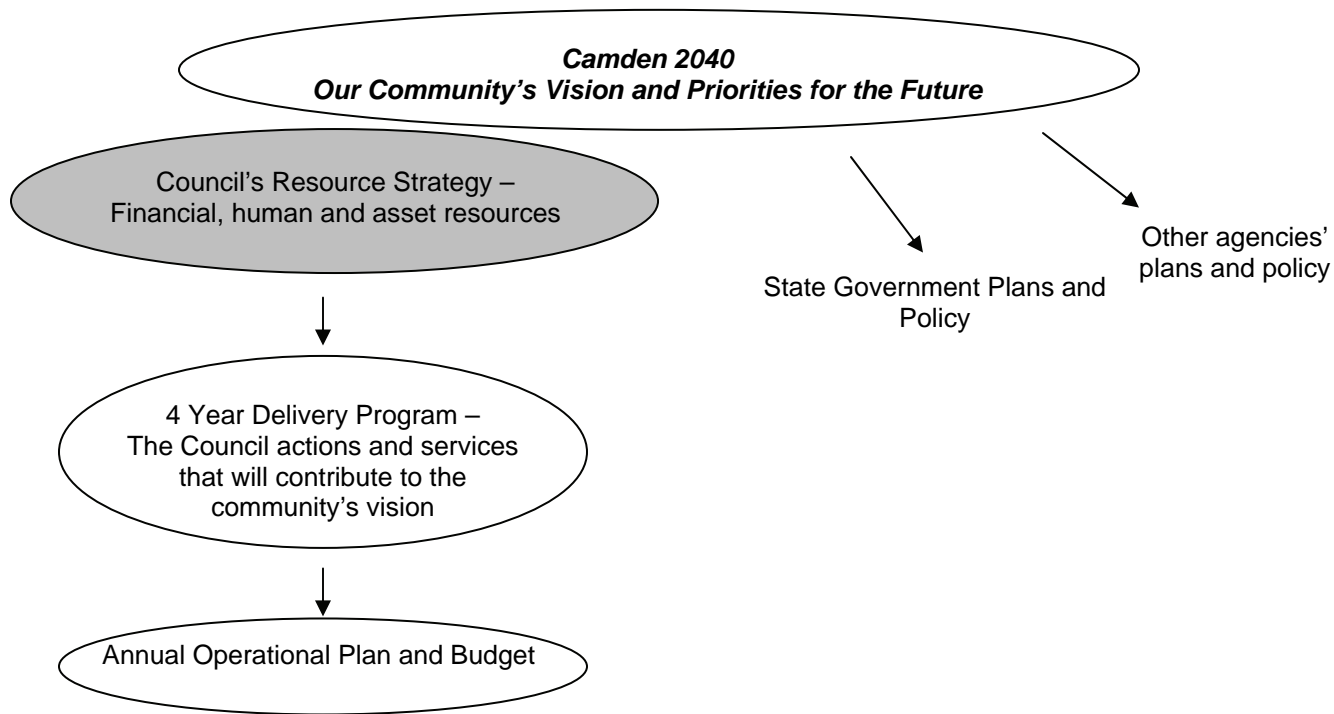 Camden 2040
Our Community’s Vision and Priorities for the Future
Council’s Resource Strategy –
Financial, human and asset resources
Other agencies’
plans and policy
State Government Plans and
Policy
4 Year Delivery Program –
The Council actions and services
that will contribute to the
community’s vision
Annual Operational Plan and Budget